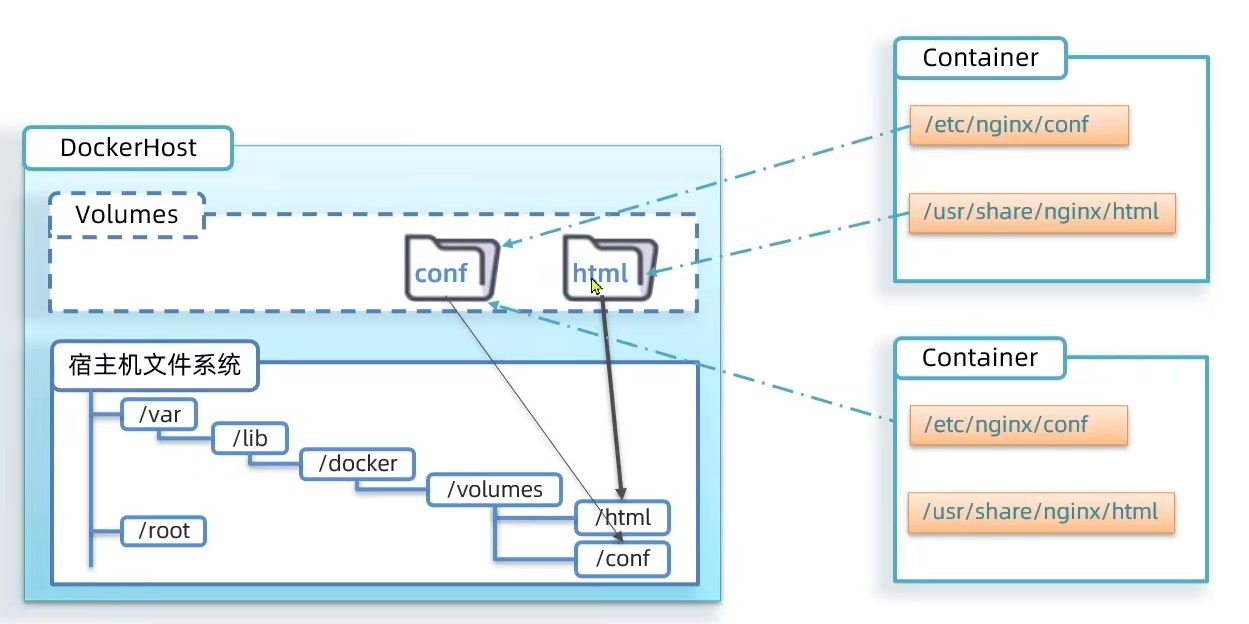 DockerHost
Volumes
conf
html
宿主机文件系统
/var
/lib
/docker
/volumes
/html
/conf
/root
Container
/etc/nginx/conf
/usr/share/nginx/html
Container
/etc/nginx/conf
/usr/share/nginx/html